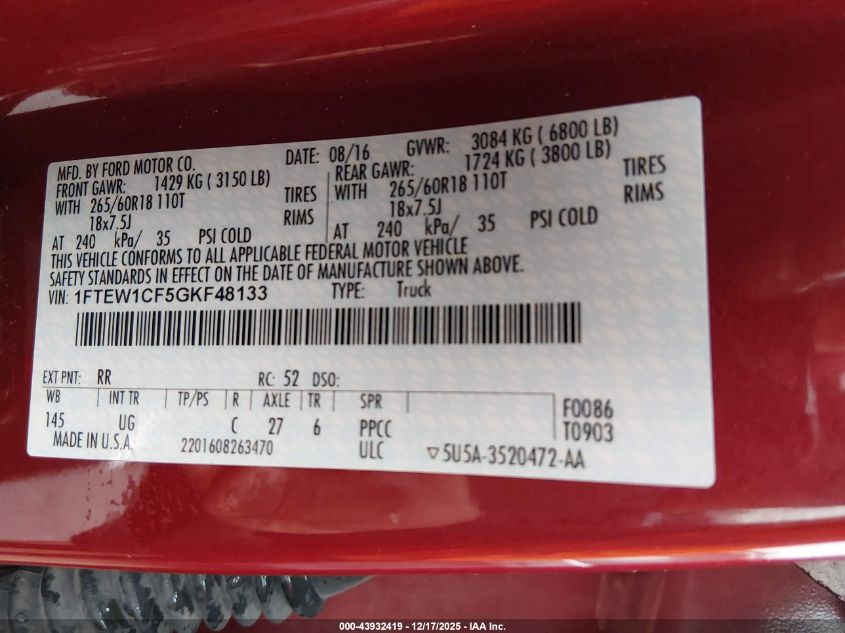 MFD. BY FORD MOTOR CO. DATE: 08/16 GVWR: 3084 KG ( 6800 LB)
FRONT GAWR: 1429 KG ( 3150 LB) REAR GAWR: 1724 KG ( 3800 LB)
WITH 265/60R18 110T TIRES WITH 265/60R18 110T TIRES
18x7.5J RIMS 18x7.5J RIMS
AT 240 kPa/ 35 PSI COLD AT 240 kPa/ 35 PSI COLD
THIS VEHICLE CONFORMS TO ALL APPLICABLE FEDERAL MOTOR VEHICLE
SAFETY STANDARDS IN EFFECT ON THE DATE OF MANUFACTURE SHOWN ABOVE.
VIN: 1FTEW1CF5GKF48133 TYPE: Truck
EXT PNT: RR RC: 52 DSO:
WB INT TR TP/PS R AXLE TR SPR F0086
145 UG C 27 6 PPCC T0903
MADE IN U.S.A. 2201608263470 ULC ▽5U5A-3520472-AA
000-43932419 - 12/17/2025 - IAA Inc.